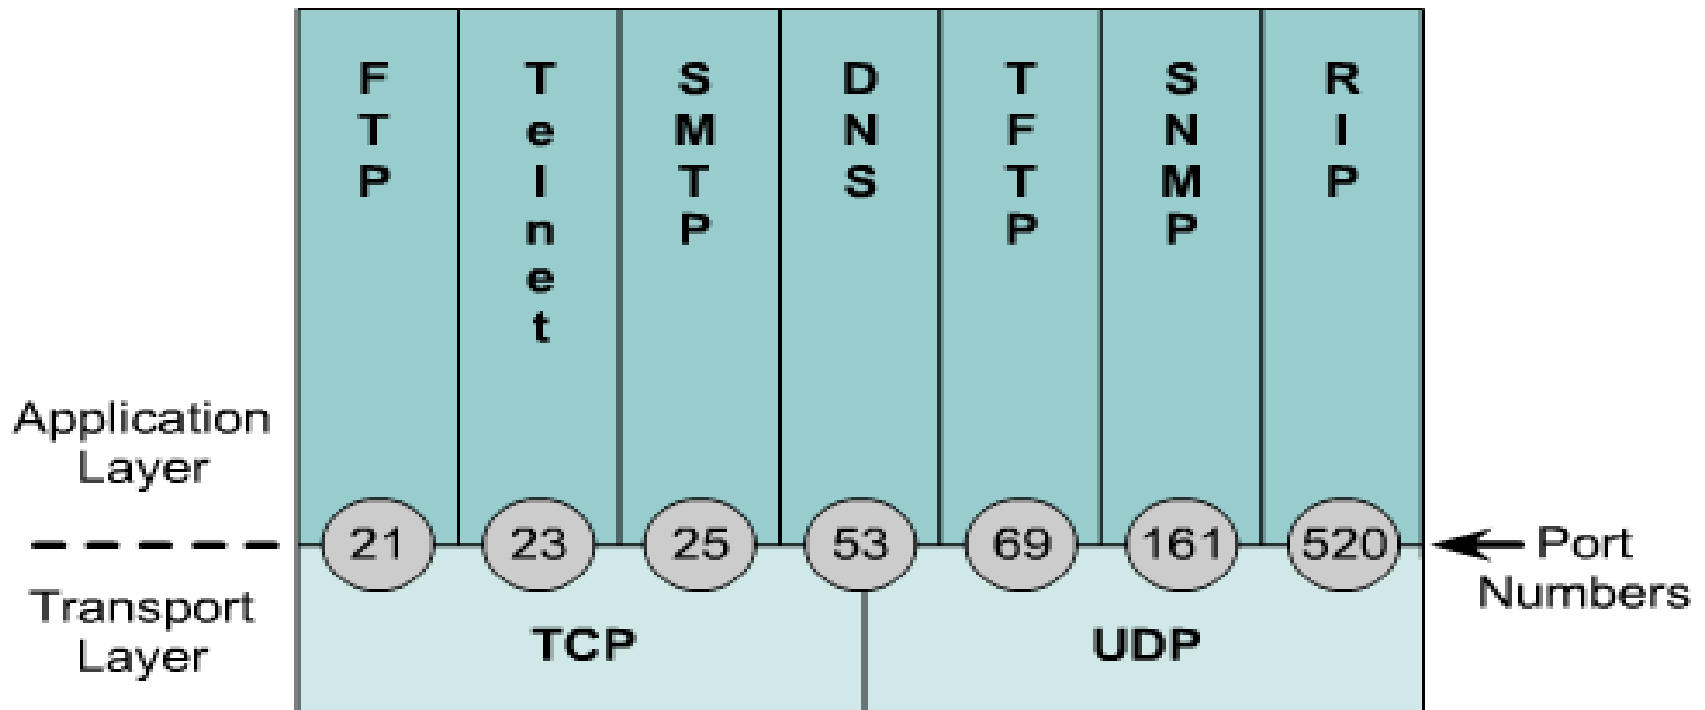 FTP
Telnet
SMTP
DNS
TFTP
SNMP
RIP
Application
Layer
21
23
25
53
69
161
520
Port
Numbers
Transport
Layer
TCP
UDP